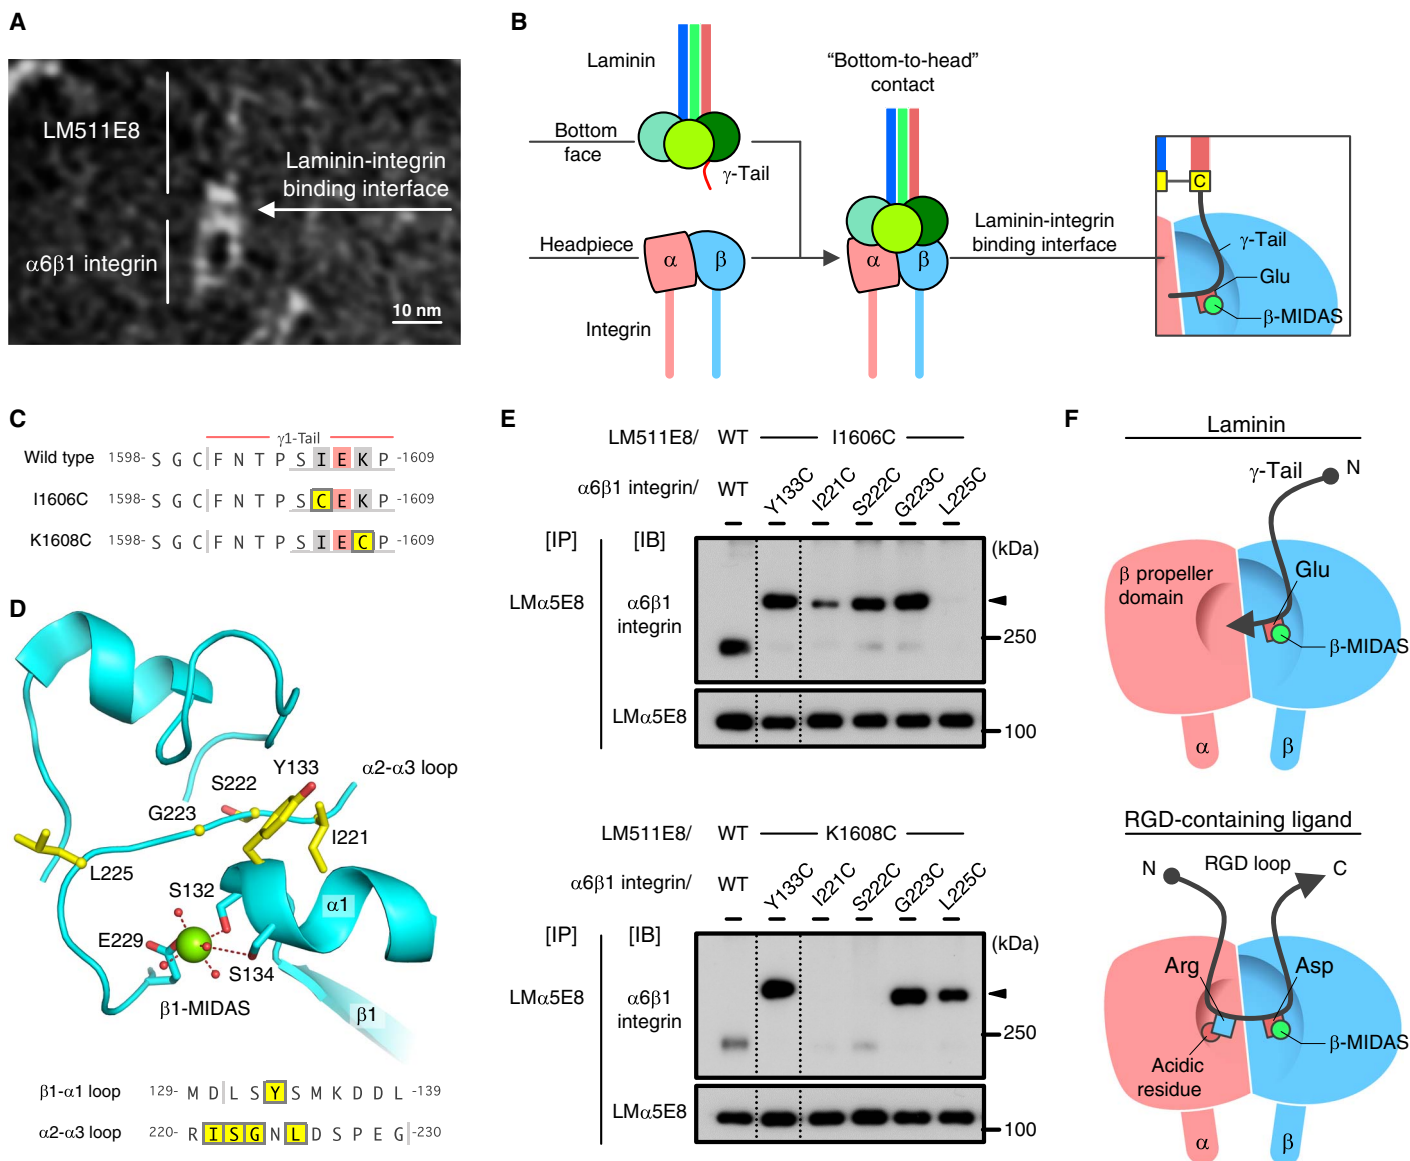 A
LM511E8
Laminin-integrin
binding interface
α6β1 integrin
10 nm
B
Laminin
Bottom
face
γ-Tail
Headpiece
α
β
Integrin
“Bottom-to-head”
contact
α
β
Laminin-integrin
binding interface
C
γ-Tail
Glu
β-MIDAS
C
γ1-Tail
Wild type 1598- S G C F N T P S I E K P -1609
I1606C 1598- S G C F N T P S C E K P -1609
K1608C 1598- S G C F N T P S I E C P -1609
D
Y133
α2-α3 loop
S222
G223
I221
L225
S132
α1
E229
S134
β1-MIDAS
β1
β1-α1 loop 129- M D L S Y S M K D D L -139
α2-α3 loop 220- R I S G N L D S P E G -230
E
LM511E8/ WT I1606C
α6β1 integrin/ WT Y133C I221C S222C G223C L225C
[IP] [IB] (kDa)
LMα5E8 α6β1
integrin
250
LMα5E8
100
LM511E8/ WT K1608C
α6β1 integrin/ WT Y133C I221C S222C G223C L225C
[IP] [IB] (kDa)
LMα5E8 α6β1
integrin
250
LMα5E8
100
F
Laminin
γ-Tail N
β propeller
domain
Glu
β-MIDAS
α
β
RGD-containing ligand
N RGD loop C
Arg Asp
β-MIDAS
Acidic
residue
α
β